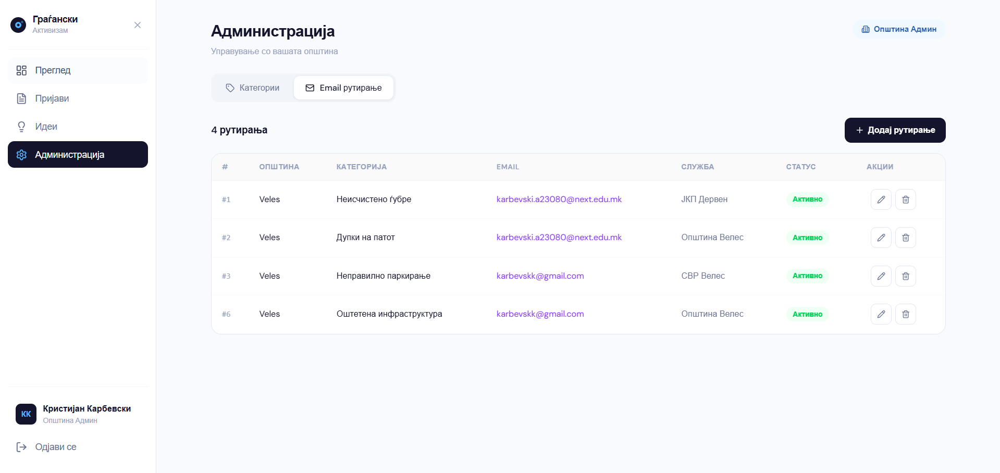 Граѓански
Активизам
Преглед
Пријави
Идеи
Администрација
КК Кристијан Карбевски
Општина Админ
Одјави се
Администрација
Општина Админ
Управување со вашата општина
Категории Email рутирање
4 рутирања
+ Додај рутирање
# ОПШТИНА КАТЕГОРИЈА EMAIL СЛУЖБА СТАТУС АКЦИИ
#1 Veles Неисчистено ѓубре karbevski.a23080@next.edu.mk ЈКП Дервен Активно
#2 Veles Дупки на патот karbevski.a23080@next.edu.mk Општина Велес Активно
#3 Veles Неправилно паркирање karbevskk@gmail.com СВР Велес Активно
#6 Veles Оштетена инфраструктура karbevskk@gmail.com Општина Велес Активно